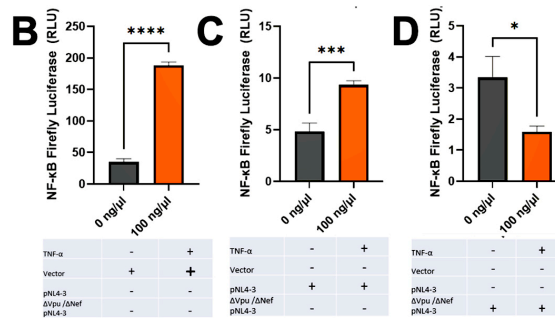 B
NF-κB Firefly Luciferase (RLU)
250
200
150
100
50
0
****
0 ng/µl
100 ng/µl
TNF-α - +
Vector + +
pNL4-3 - -
ΔVpu /ΔNef
pNL4-3 - -
C
NF-κB Firefly Luciferase (RLU)
15
10
5
0
***
0 ng/µl
100 ng/µl
TNF-α - +
Vector - -
pNL4-3 + +
ΔVpu /ΔNef
pNL4-3 - -
D
NF-κB Firefly Luciferase (RLU)
5
4
3
2
1
0
*
0 ng/µl
100 ng/µl
TNF-α - +
Vector - -
pNL4-3 - -
ΔVpu /ΔNef
pNL4-3 + +